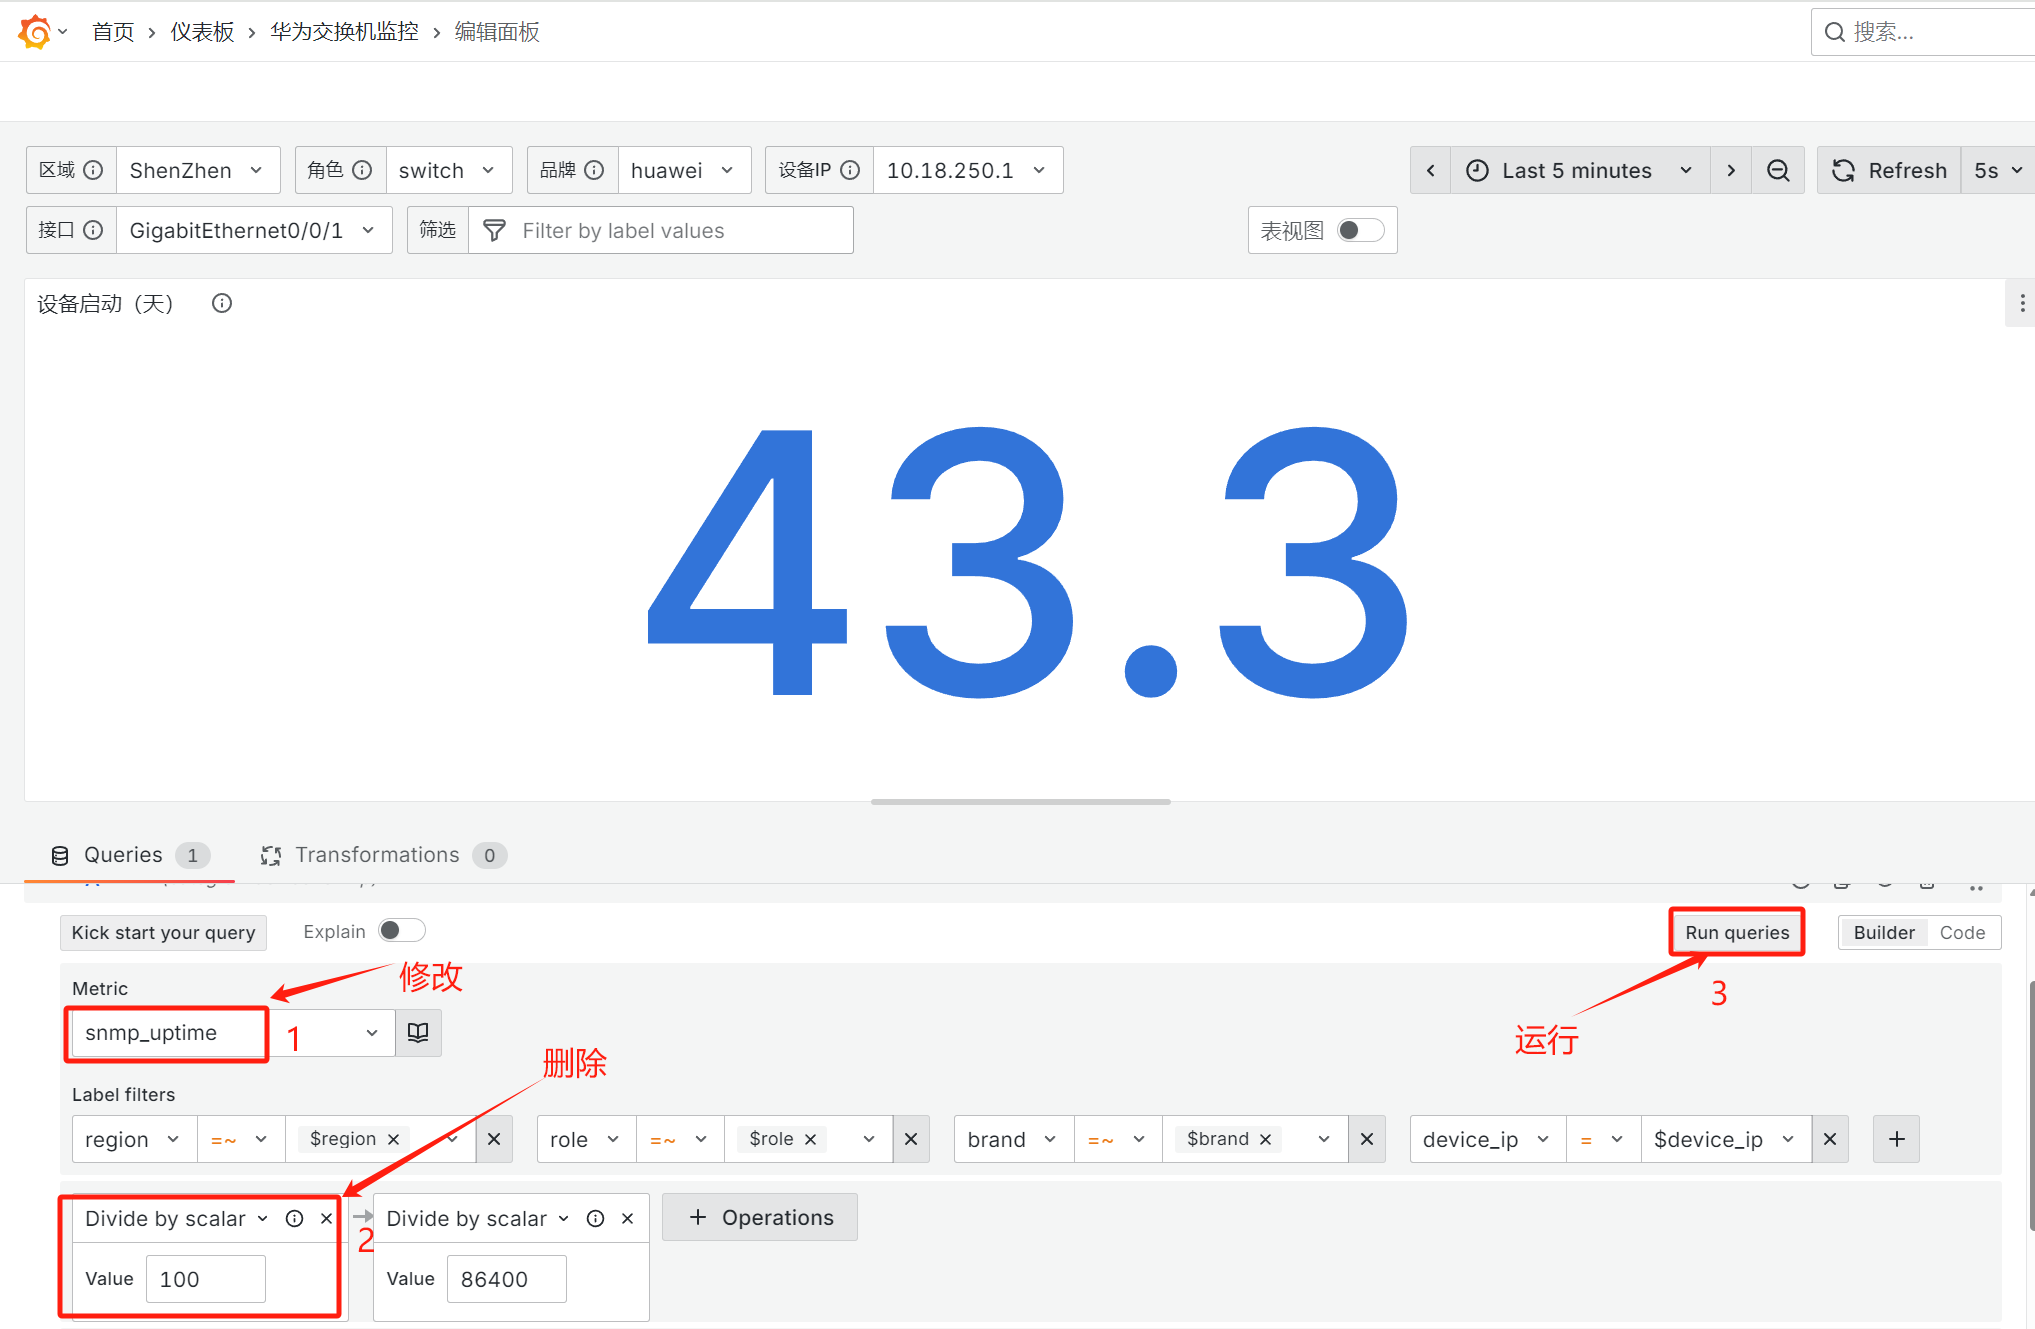 首页 › 仪表板 › 华为交换机监控 › 编辑面板
搜索...
区域 ShenZhen 角色 switch 品牌 huawei 设备IP 10.18.250.1
Last 5 minutes Refresh 5s
接口 GigabitEthernet0/0/1 筛选 Filter by label values
表视图
设备启动（天）
43.3
Queries 1 Transformations 0
Kick start your query Explain
Run queries Builder Code
修改
Metric
3
snmp_uptime 1
运行
删除
Label filters
region =~ $region × × role =~ $role × × brand =~ $brand × × device_ip = $device_ip × +
Divide by scalar × Divide by scalar × + Operations
2
Value 100 Value 86400